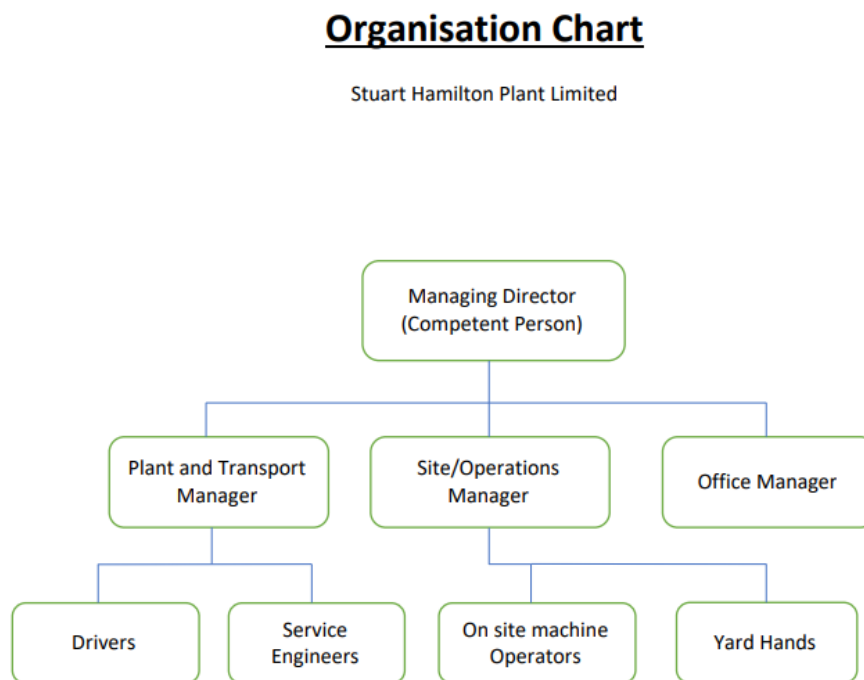 Organisation Chart
Stuart Hamilton Plant Limited
Managing Director
(Competent Person)
Plant and Transport
Manager
Site/Operations
Manager
Office Manager
Drivers
Service
Engineers
On site machine
Operators
Yard Hands